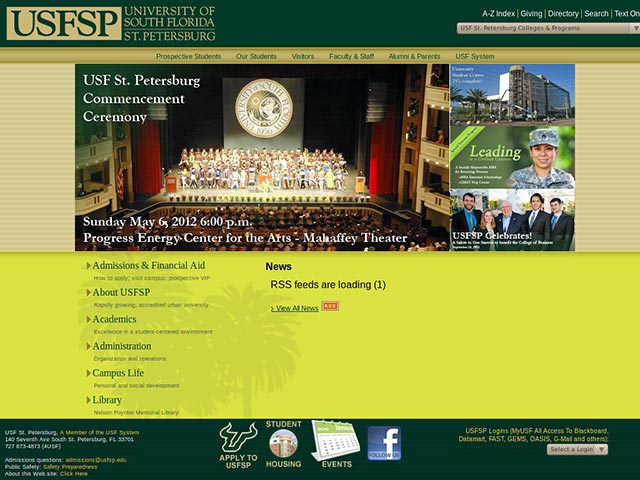 USFSP
UNIVERSITY OF
SOUTH FLORIDA
ST. PETERSBURG
A-Z Index | Giving | Directory | Search | Text On
USF St. Petersburg Colleges & Programs
Prospective Students Our Students Visitors Faculty & Staff Alumni & Parents USF System
USF St. Petersburg
Commencement
Ceremony
Sunday May 6, 2012 6:00 p.m.
Progress Energy Center for the Arts - Mahaffey Theater
University
Student Center
75% complete!
Leading
USFSP Celebrates!
Admissions & Financial Aid
How to apply; visit campus; prospective VIP
About USFSP
Rapidly growing, accredited urban university
Academics
Excellence in a student-centered environment
Administration
Organization and operations
Campus Life
Personal and social development
Library
Nelson Poynter Memorial Library
News
RSS feeds are loading (1)
> View All News RSS
USF St. Petersburg, A Member of the USF System
140 Seventh Ave South St. Petersburg, FL 33701
727 873-4873 (4USF)
Admissions questions: admissions@usfsp.edu
Public Safety: Safety Preparedness
About this Web site: Click Here
APPLY TO
USFSP
STUDENT
HOUSING
News
EVENTS
FOLLOW US
USFSP Logins (MyUSF All Access To Blackboard,
Datamart, FAST, GEMS, OASIS, G-Mail and others):
Select a Login